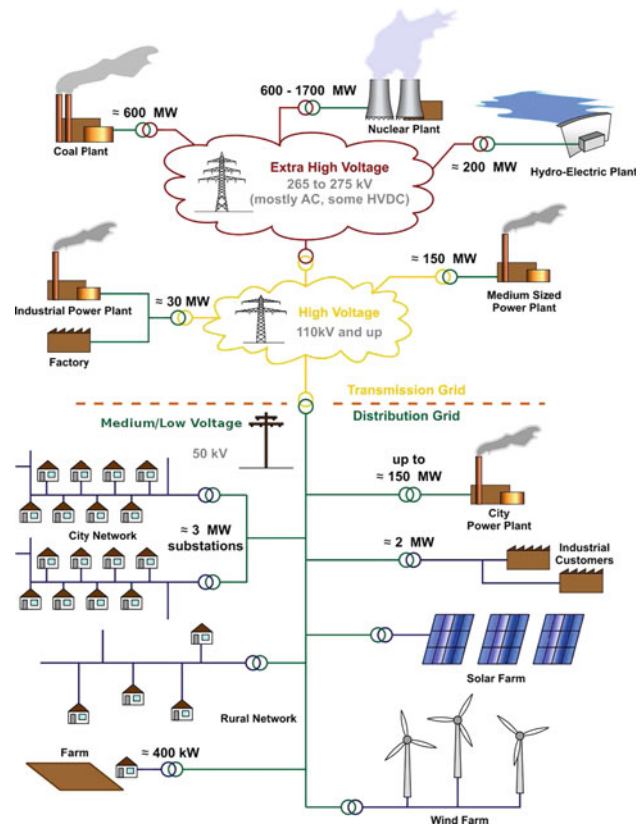 ≈ 600 MW
Coal Plant
600 - 1700 MW
Nuclear Plant
≈ 200 MW
Hydro-Electric Plant
Extra High Voltage
265 to 275 kV
(mostly AC, some HVDC)
≈ 150 MW
Medium Sized
Power Plant
≈ 30 MW
Industrial Power Plant
Factory
High Voltage
110kV and up
Transmission Grid
Distribution Grid
Medium/Low Voltage
50 kV
City Network
≈ 3 MW
substations
up to
≈ 150 MW
City
Power Plant
≈ 2 MW
Industrial
Customers
Solar Farm
Rural Network
Farm
≈ 400 kW
Wind Farm